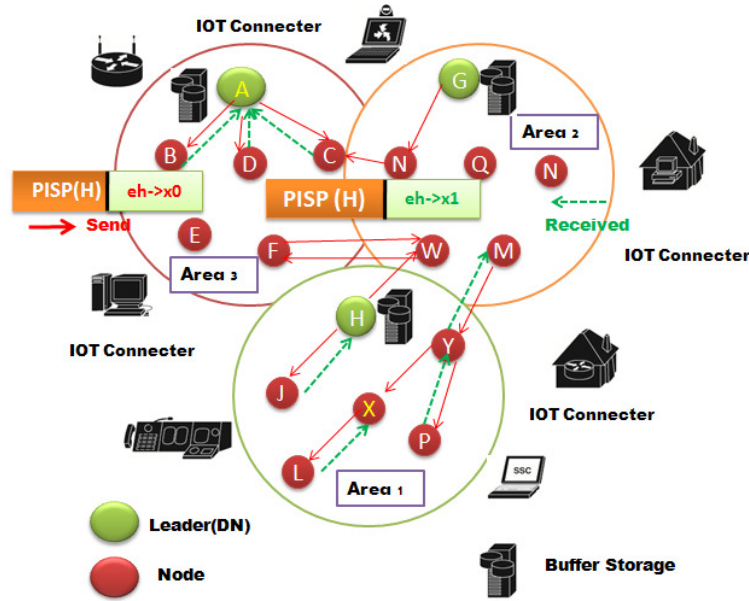 IOT Connecter
G
A
Area 2
B
D
C
N
Q
N
PISP(H)
eh->x0
PISP (H)
eh->x1
Send
Received
E
F
W
M
Area 3
IOT Connecter
H
Y
IOT Connecter
J
X
IOT Connecter
P
L
Area 1
SSC
Leader(DN)
Node
Buffer Storage